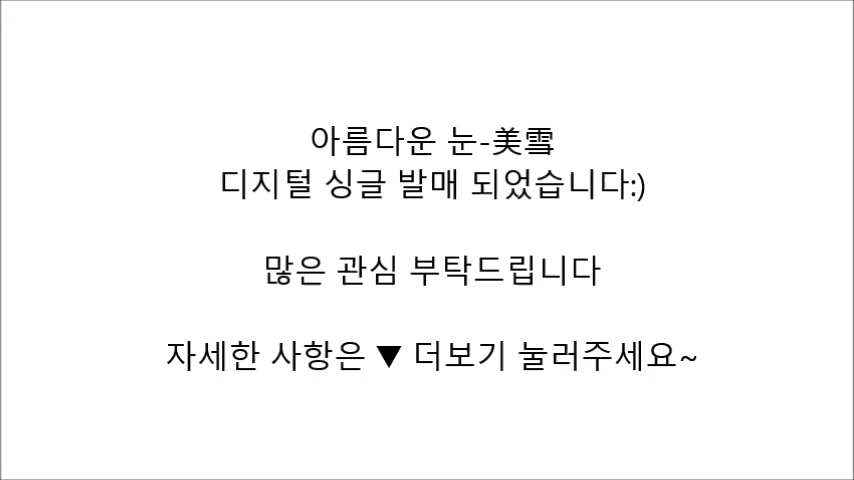 아름다운 눈-美雪
디지털 싱글 발매 되었습니다:)
많은 관심 부탁드립니다
자세한 사항은 ▼ 더보기 눌러주세요~